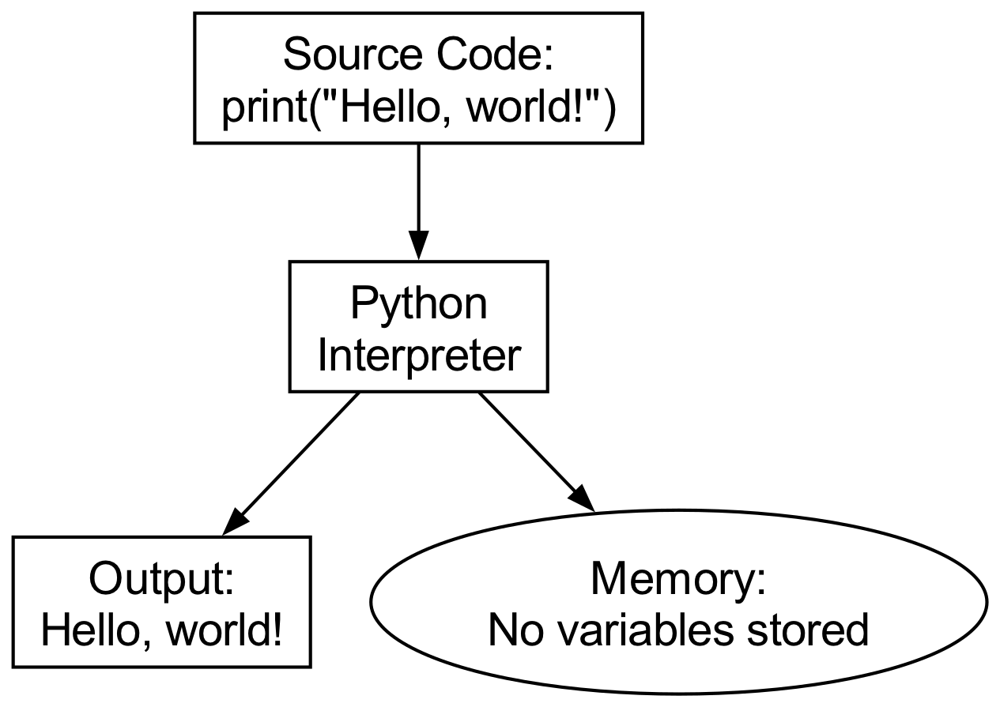 Source Code:
print("Hello, world!")
Python
Interpreter
Output:
Hello, world!
Memory:
No variables stored